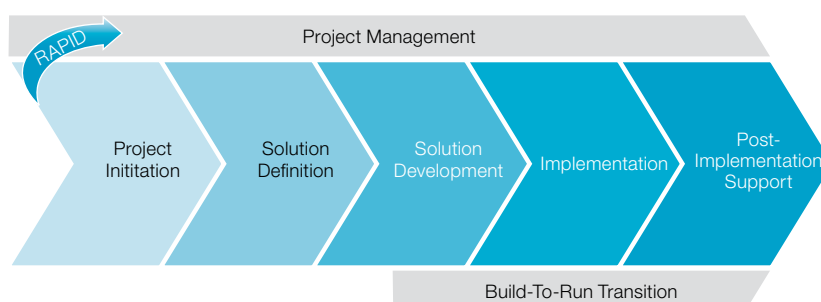 Project Management
RAPID
Project
Inititation
Solution
Definition
Solution
Development
Implementation
Post-
Implementation
Support
Build-To-Run Transition